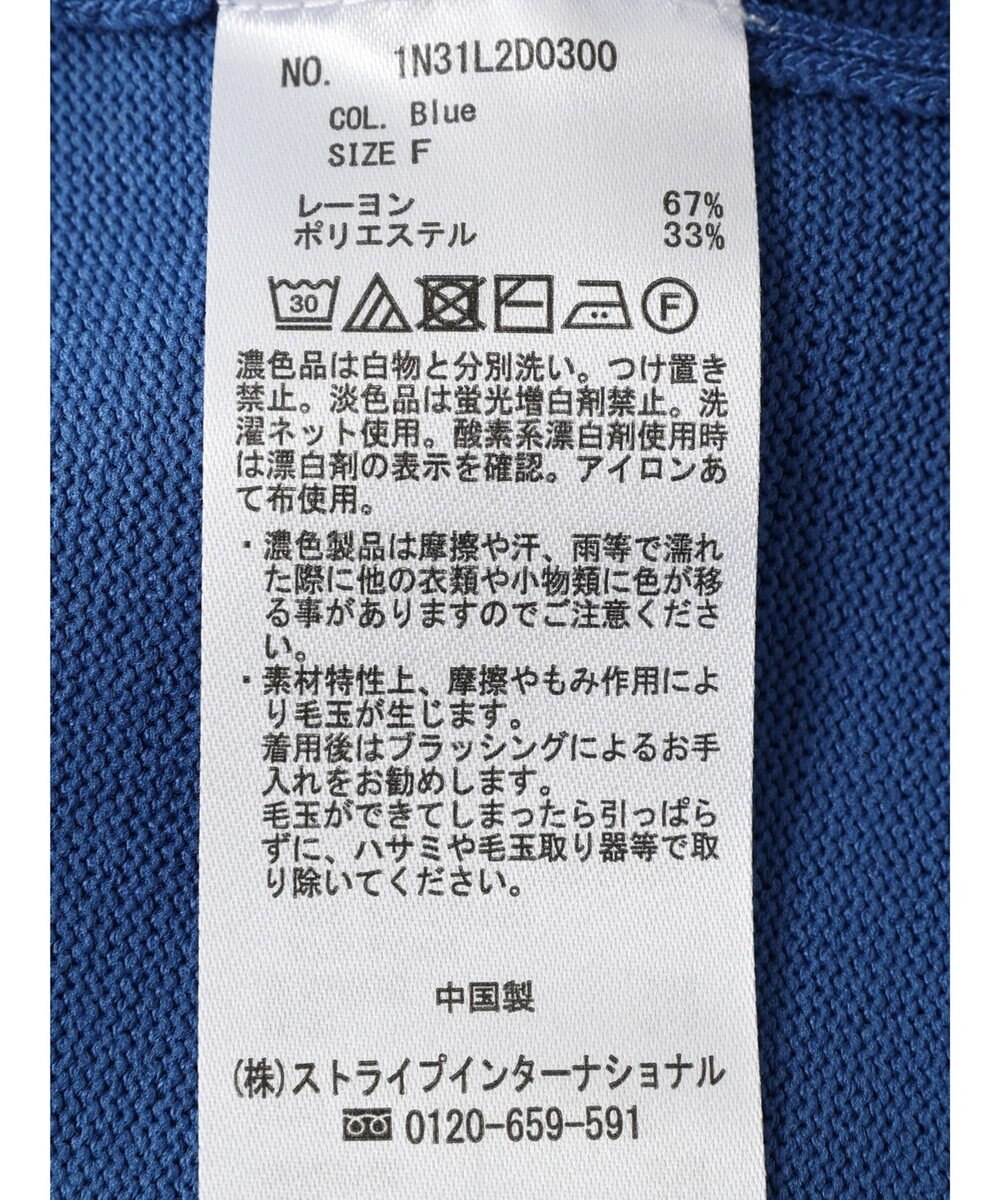 NO. 1N31L2D0300
COL. Blue
SIZE F
レーヨン 67%
ポリエステル 33%
30 F
濃色品は白物と分別洗い。つけ置き
禁止。淡色品は蛍光増白剤禁止。洗
濯ネット使用。酸素系漂白剤使用時
は漂白剤の表示を確認。アイロンあ
て布使用。
・濃色製品は摩擦や汗、雨等で濡れ
た際に他の衣類や小物類に色が移
る事がありますのでご注意くださ
い。
・素材特性上、摩擦やもみ作用によ
り毛玉が生じます。
着用後はブラッシングによるお手
入れをお勧めします。
毛玉ができてしまったら引っぱら
ずに、ハサミや毛玉取り器等で取
り除いてください。
中国製
(株)ストライプインターナショナル
0120-659-591